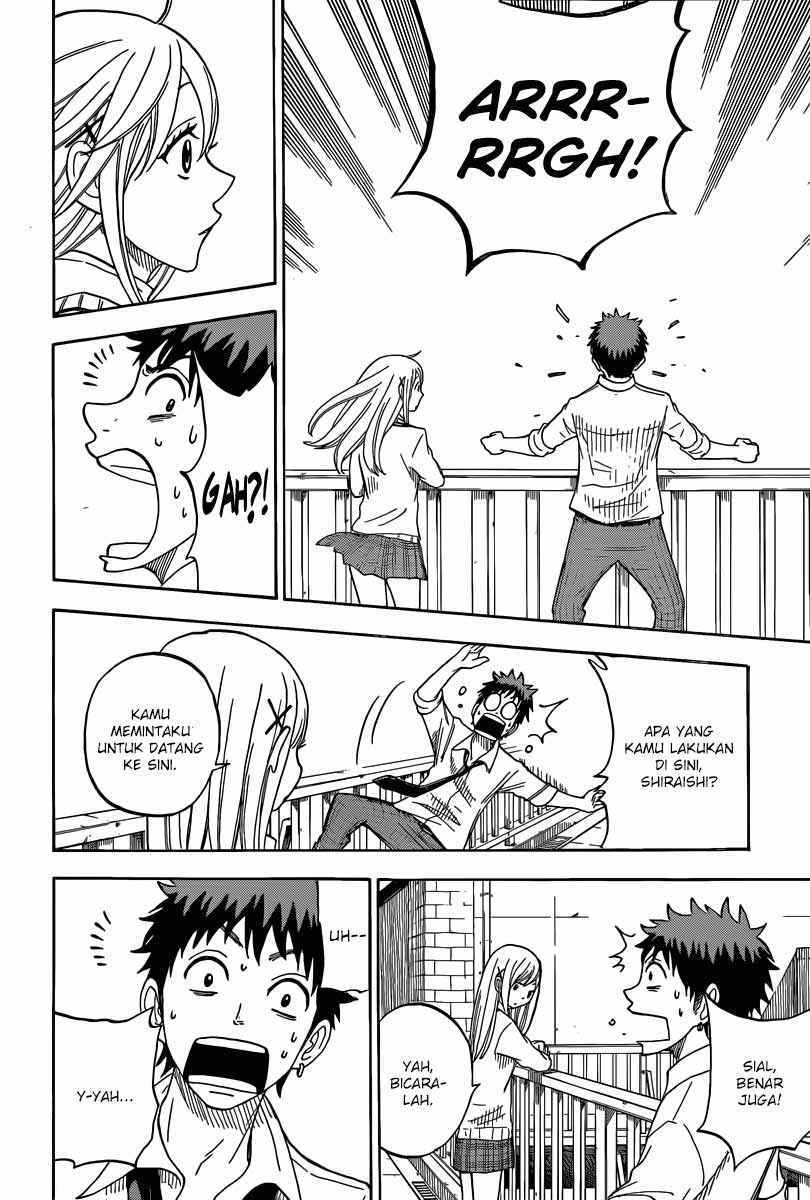 ARRR-
RRGH!
GAH?!
APA YANG
KAMU LAKUKAN
DI SINI,
SHIRAISHI?
KAMU
MEMINTAKU
UNTUK DATANG
KE SINI.
SIAL,
BENAR
JUGA!
YAH,
BICARA-
LAH.
UH--
Y-YAH...